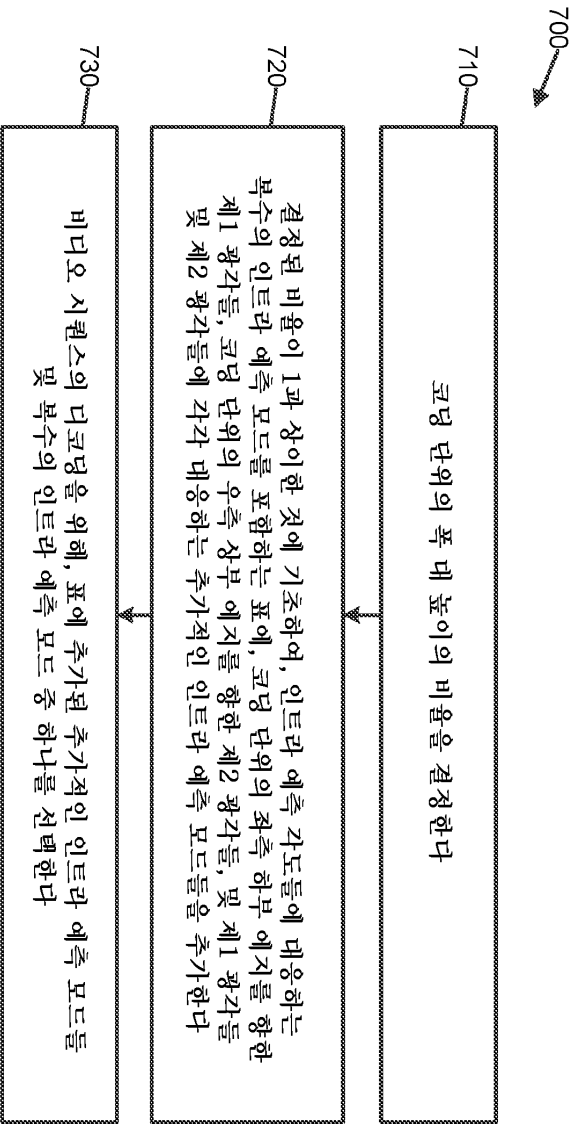 700
710
코딩 단위의 폭 대 높이의 비율을 결정한다
720
결정된 비율이 1과 상이한 것에 기초하여, 인트라 예측 각도들에 대응하는
복수의 인트라 예측 모드를 포함하는 표에, 코딩 단위의 좌측 하부 에지를 향한
제1 광각들, 코딩 단위의 우측 상부 에지를 향한 제2 광각들, 및 제1 광각들
및 제2 광각들에 각각 대응하는 추가적인 인트라 예측 모드들을 추가한다
730
비디오 시퀀스의 디코딩을 위해, 표에 추가된 추가적인 인트라 예측 모드들
및 복수의 인트라 예측 모드 중 하나를 선택한다